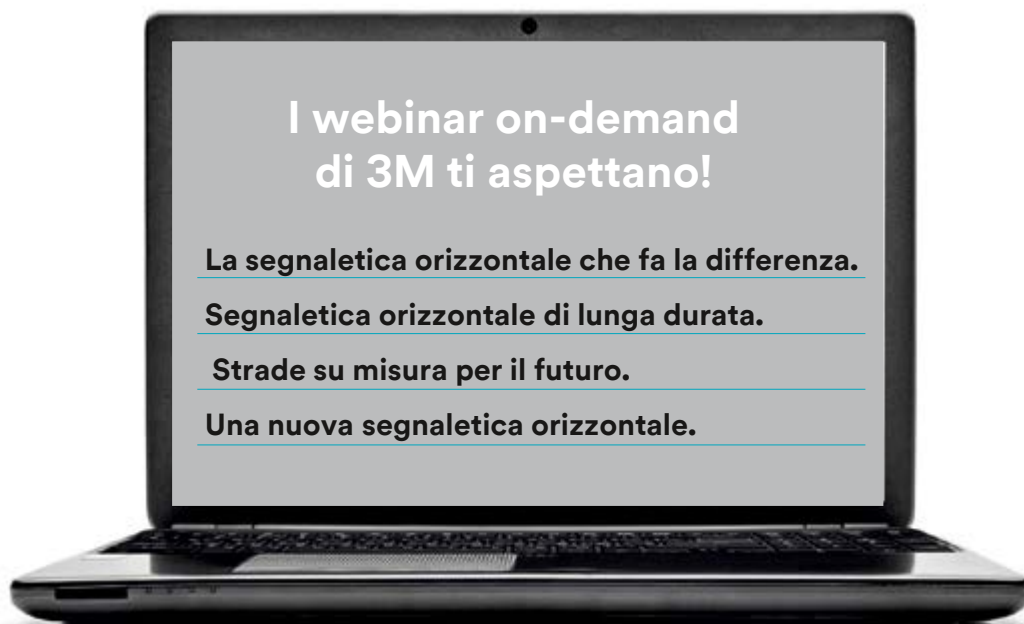 I webinar on-demand
di 3M ti aspettano!
La segnaletica orizzontale che fa la differenza.
Segnaletica orizzontale di lunga durata.
Strade su misura per il futuro.
Una nuova segnaletica orizzontale.